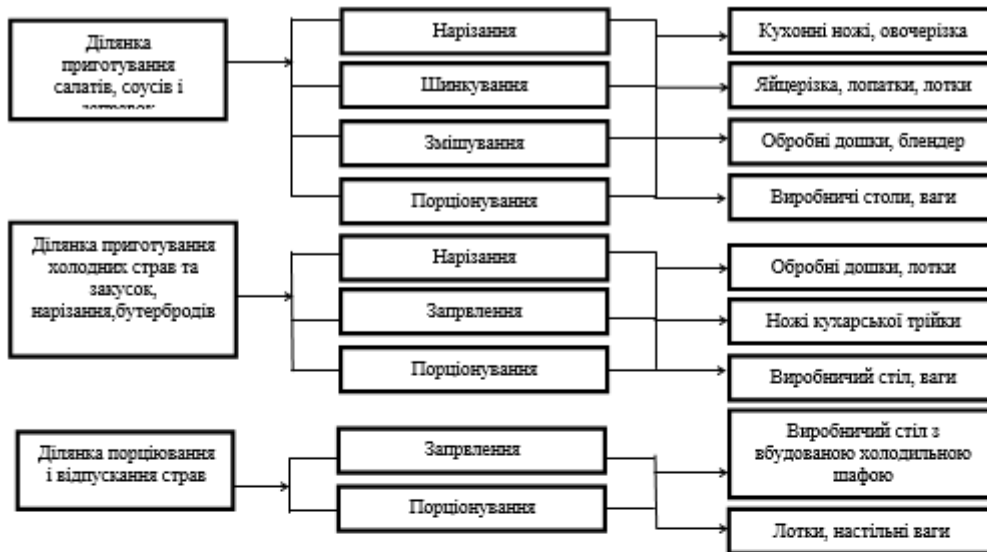 Ділянка
приготування
салатів, соусів і
Нарізання
Шинкування
Змішування
Порціонування
Кухонні ножі, овочерізка
Яйцерізка, лопатки, лотки
Обробні дошки, блендер
Виробничі столи, ваги
Ділянка приготування
холодних страв та
закусок,
нарізання,бутербродів
Нарізання
Запрвлення
Порціонування
Обробні дошки, лотки
Ножі кухарської трійки
Виробничий стіл, ваги
Ділянка порціювання
і відпускання страв
Запрвлення
Порціонування
Виробничий стіл з
вбудованою холодильною
шафою
Лотки, настільні ваги